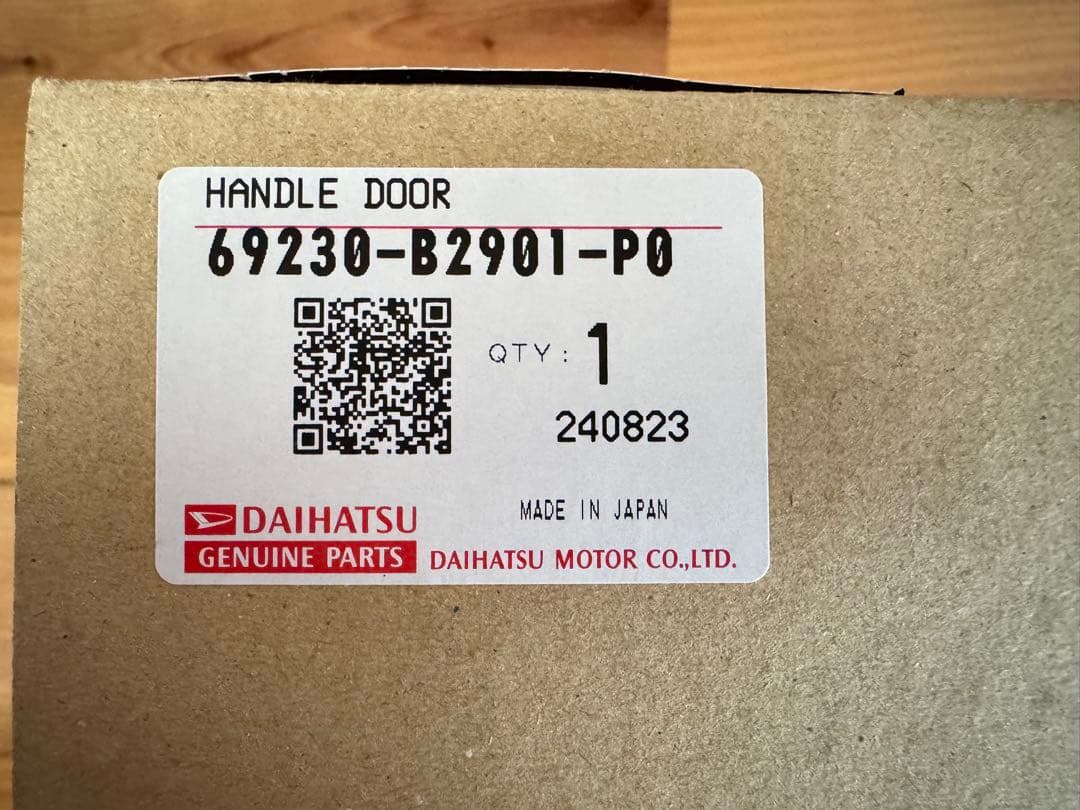 HANDLE DOOR
69230-B2901-P0
QTY: 1
240823
MADE IN JAPAN
DAIHATSU
GENUINE PARTS
DAIHATSU MOTOR CO.,LTD.